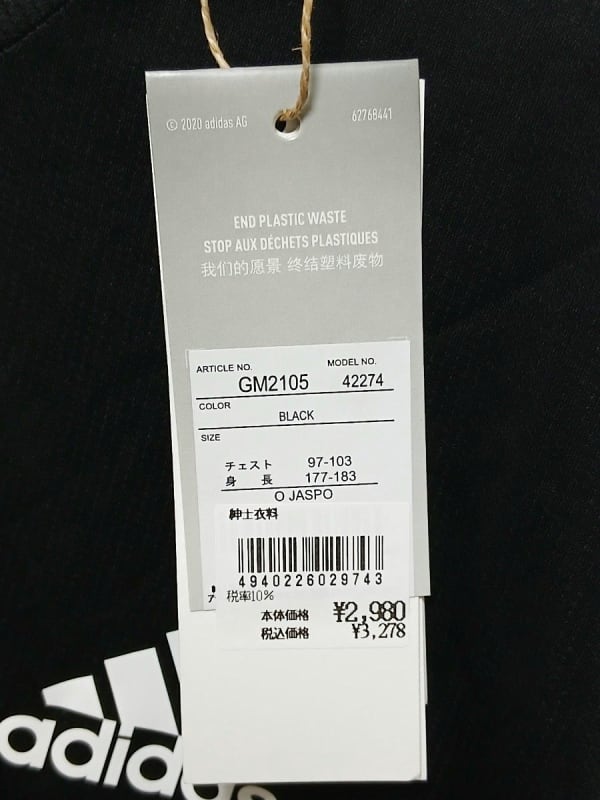 © 2020 adidas AG
62768441
END PLASTIC WASTE
STOP AUX DÉCHETS PLASTIQUES
我们的愿景 终结塑料废物
ARTICLE NO. MODEL NO.
GM2105 42274
COLOR
BLACK
SIZE
チェスト 97-103
身 長 177-183
O JASPO
紳士衣料
4940226029743
税率10%
本体価格 ¥2,980
税込価格 ¥3,278
adidas